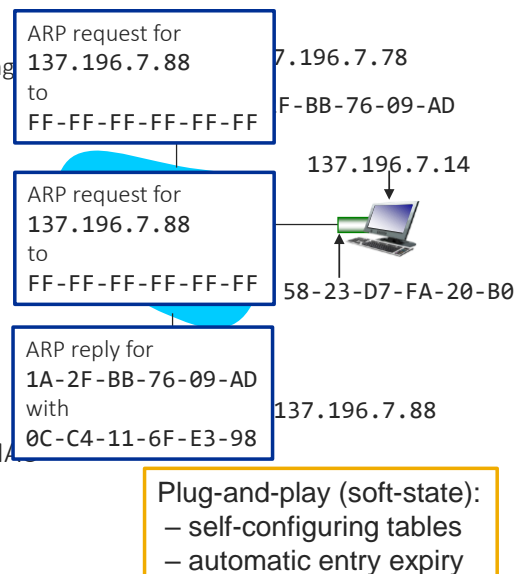 ARP request for
137.196.7.88
to
FF-FF-FF-FF-FF-FF
7.196.7.78
F-BB-76-09-AD
137.196.7.14
ARP request for
137.196.7.88
to
FF-FF-FF-FF-FF-FF
58-23-D7-FA-20-B0
ARP reply for
1A-2F-BB-76-09-AD
with
0C-C4-11-6F-E3-98
137.196.7.88
Plug-and-play (soft-state):
– self-configuring tables
– automatic entry expiry